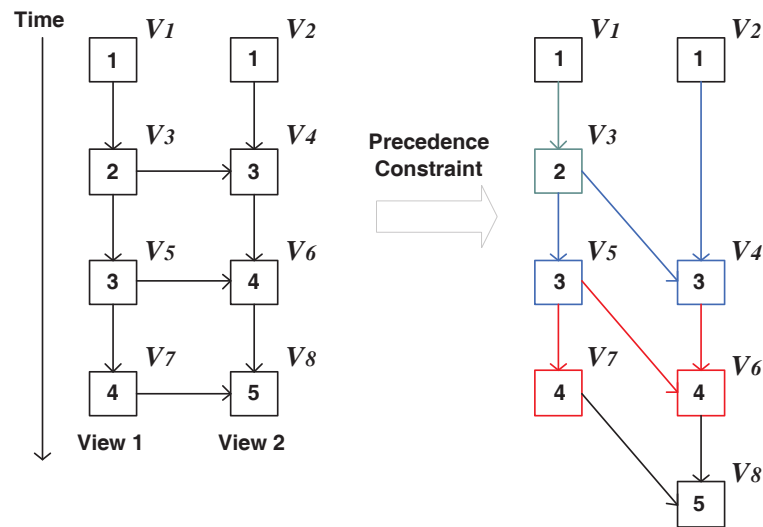 Time V1 V2 V1 V2
1 1 1 1
V3 V4 Precedence V3
2 3 Constraint 2
V5 V6 V5 V4
3 4 3 3
V7 V8 V7 V6
4 5 4 4
View 1 View 2
V8
5